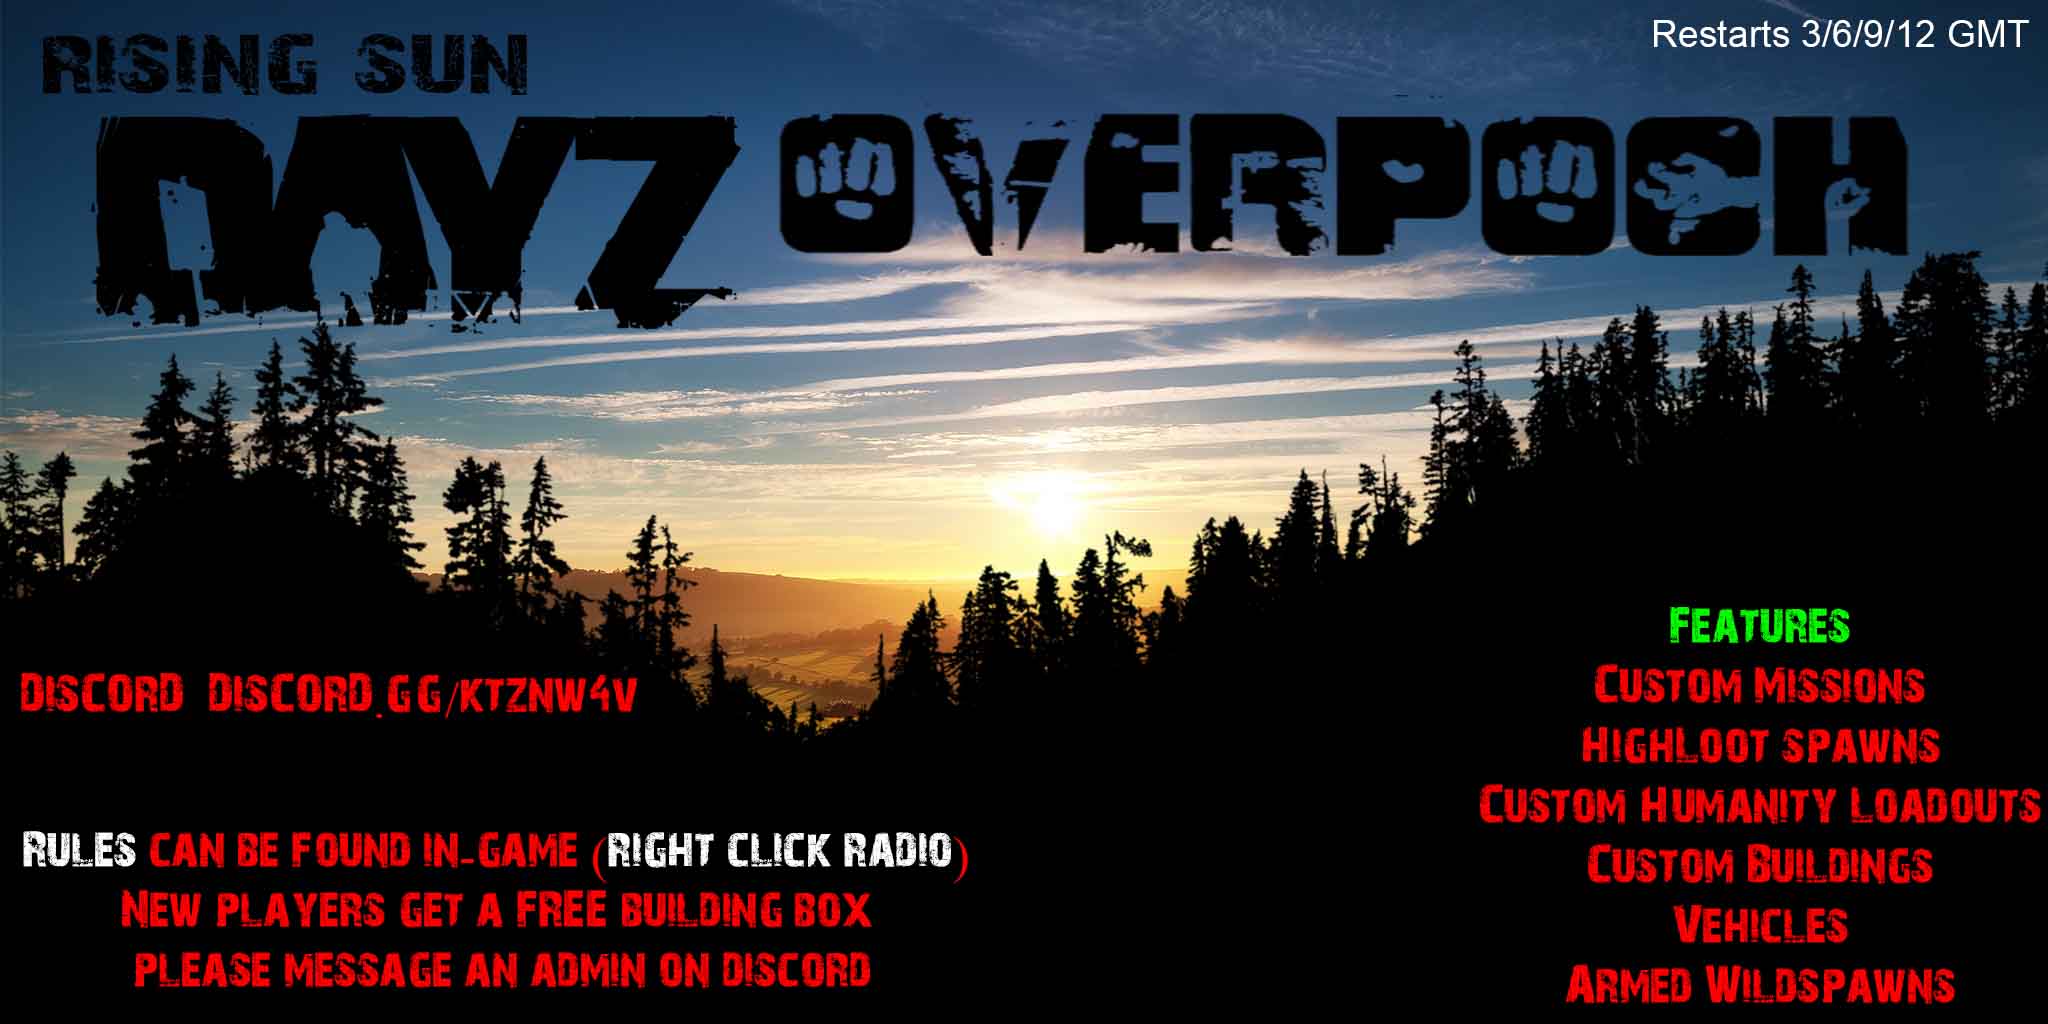 Restarts 3/6/9/12 GMT
RISING SUN
DAYZ OVERPOCH
FEATURES
CUSTOM MISSIONS
HIGHLOOT SPAWNS
CUSTOM HUMANITY LOADOUTS
CUSTOM BUILDINGS
VEHICLES
ARMED WILDSPAWNS
DISCORD DISCORD.GG/KTZNW4V
RULES CAN BE FOUND IN-GAME (RIGHT CLICK RADIO)
NEW PLAYERS GET A FREE BUILDING BOX
PLEASE MESSAGE AN ADMIN ON DISCORD